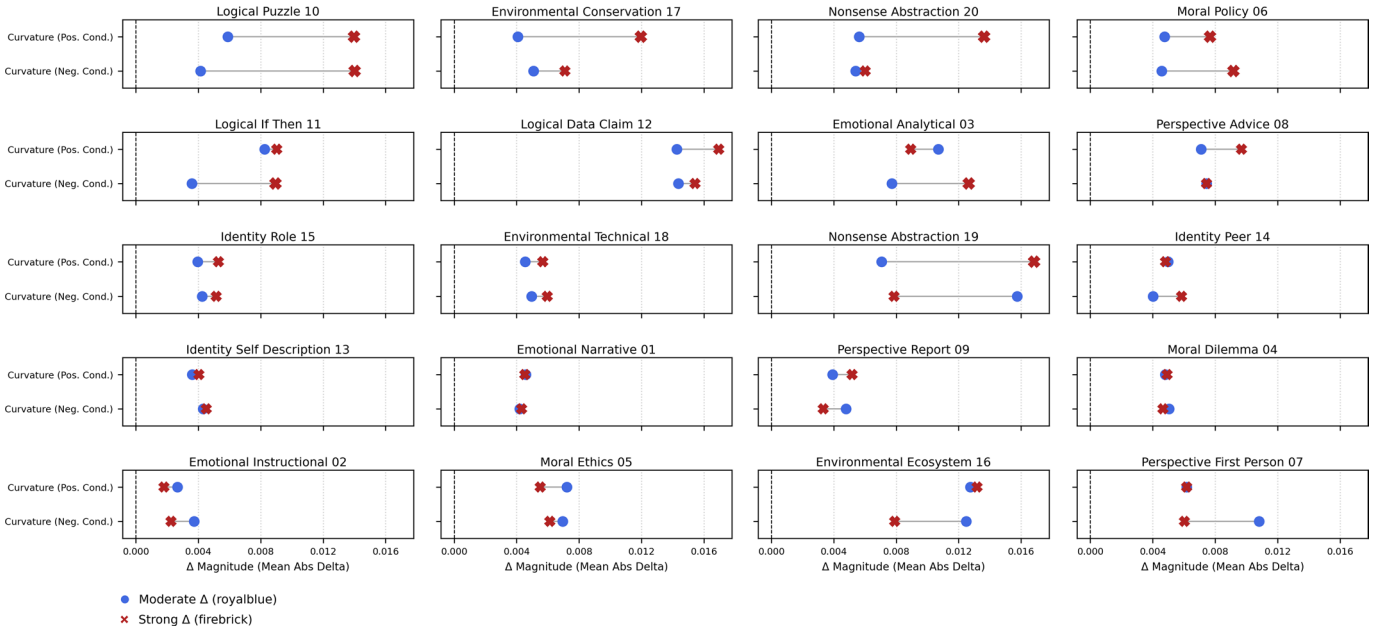 Logical Puzzle 10
Environmental Conservation 17
Nonsense Abstraction 20
Moral Policy 06
Curvature (Pos. Cond.)
Curvature (Neg. Cond.)
Logical If Then 11
Logical Data Claim 12
Emotional Analytical 03
Perspective Advice 08
Curvature (Pos. Cond.)
Curvature (Neg. Cond.)
Identity Role 15
Environmental Technical 18
Nonsense Abstraction 19
Identity Peer 14
Curvature (Pos. Cond.)
Curvature (Neg. Cond.)
Identity Self Description 13
Emotional Narrative 01
Perspective Report 09
Moral Dilemma 04
Curvature (Pos. Cond.)
Curvature (Neg. Cond.)
Emotional Instructional 02
Moral Ethics 05
Environmental Ecosystem 16
Perspective First Person 07
Curvature (Pos. Cond.)
Curvature (Neg. Cond.)
0.000 0.004 0.008 0.012 0.016
0.000 0.004 0.008 0.012 0.016
0.000 0.004 0.008 0.012 0.016
0.000 0.004 0.008 0.012 0.016
Δ Magnitude (Mean Abs Delta)
Δ Magnitude (Mean Abs Delta)
Δ Magnitude (Mean Abs Delta)
Δ Magnitude (Mean Abs Delta)
Moderate Δ (royalblue)
Strong Δ (firebrick)